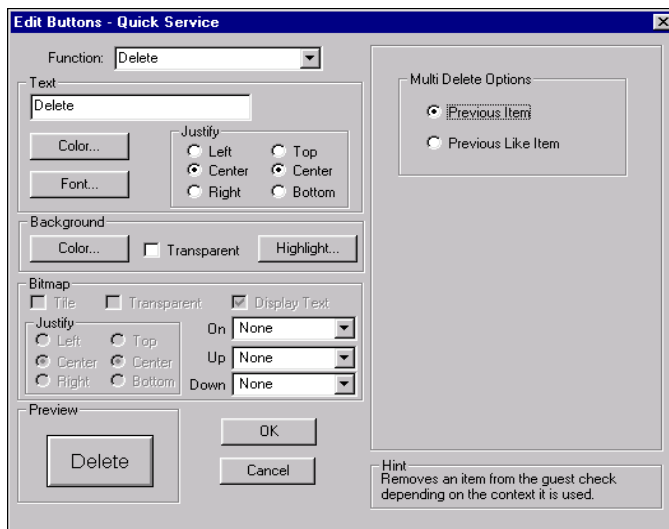 Edit Buttons - Quick Service
Function: Delete
Text
Delete
Color...
Font...
Justify
Left Top
Center Center
Right Bottom
Background
Color... Transparent Highlight...
Bitmap
Tile Transparent Display Text
Justify
Left Top
Center Center
Right Bottom
On None
Up None
Down None
Preview
Delete
OK
Cancel
Multi Delete Options
Previous Item
Previous Like Item
Hint
Removes an item from the guest check
depending on the context it is used.